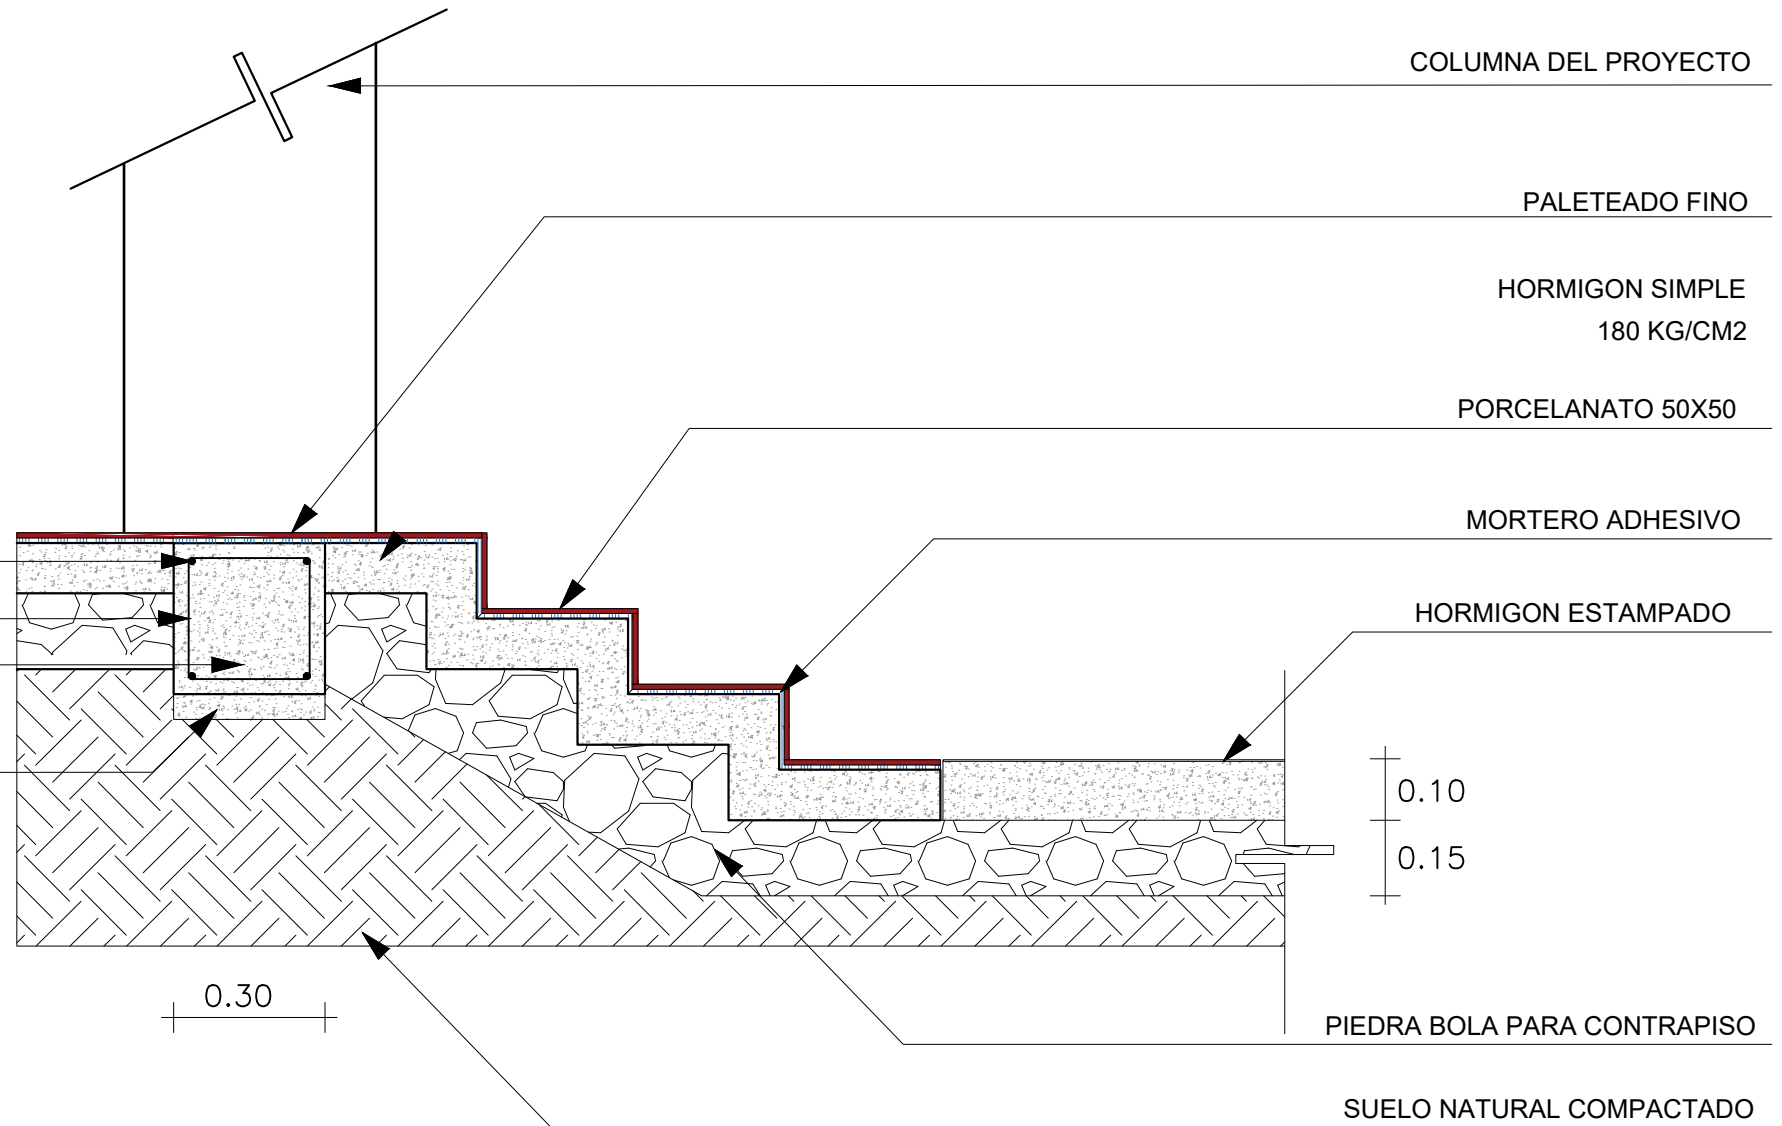 COLUMNA DEL PROYECTO
PALETEADO FINO
HORMIGON SIMPLE
180 KG/CM2
PORCELANATO 50X50
MORTERO ADHESIVO
HORMIGON ESTAMPADO
0.10
0.15
0.30
PIEDRA BOLA PARA CONTRAPISO
SUELO NATURAL COMPACTADO